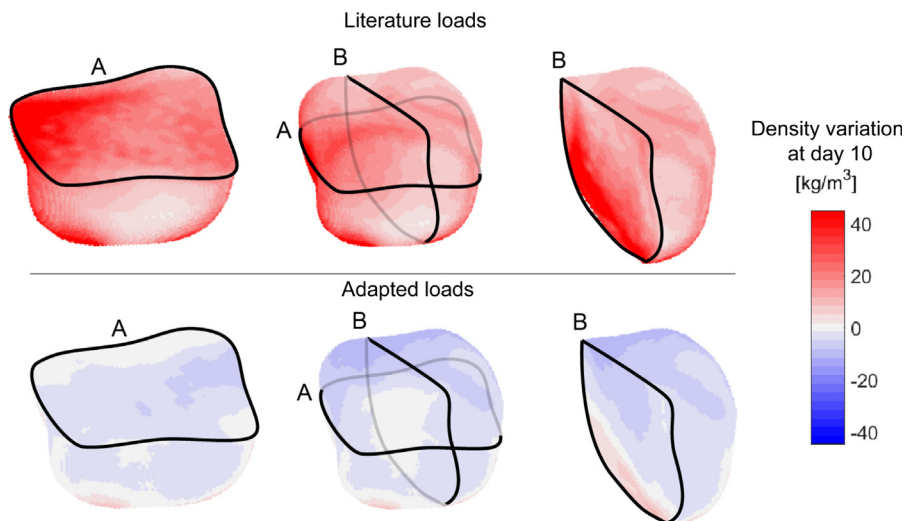 Literature loads
A
B
A
B
Density variation
at day 10
[kg/m³]
40
20
0
-20
-40
Adapted loads
A
B
A
B